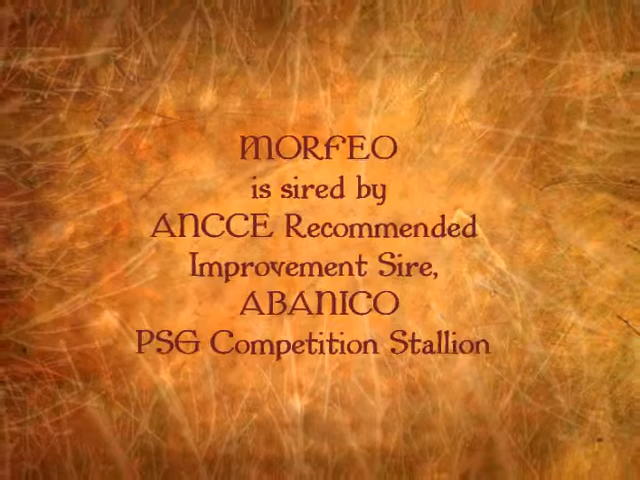 MORFEO
is sired by
ANCCE Recommended
Improvement Sire,
ABANICO
PSG Competition Stallion